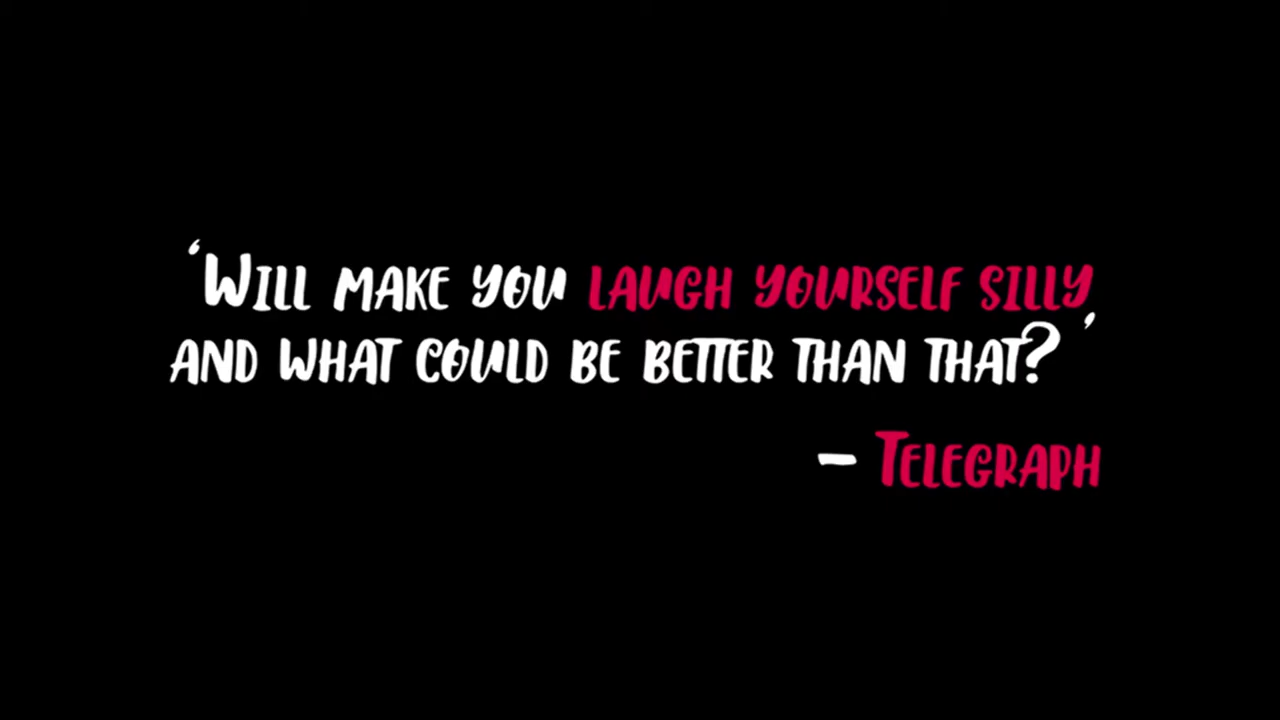 ‘Will make you laugh yourself silly
and what could be better than that?’
– Telegraph